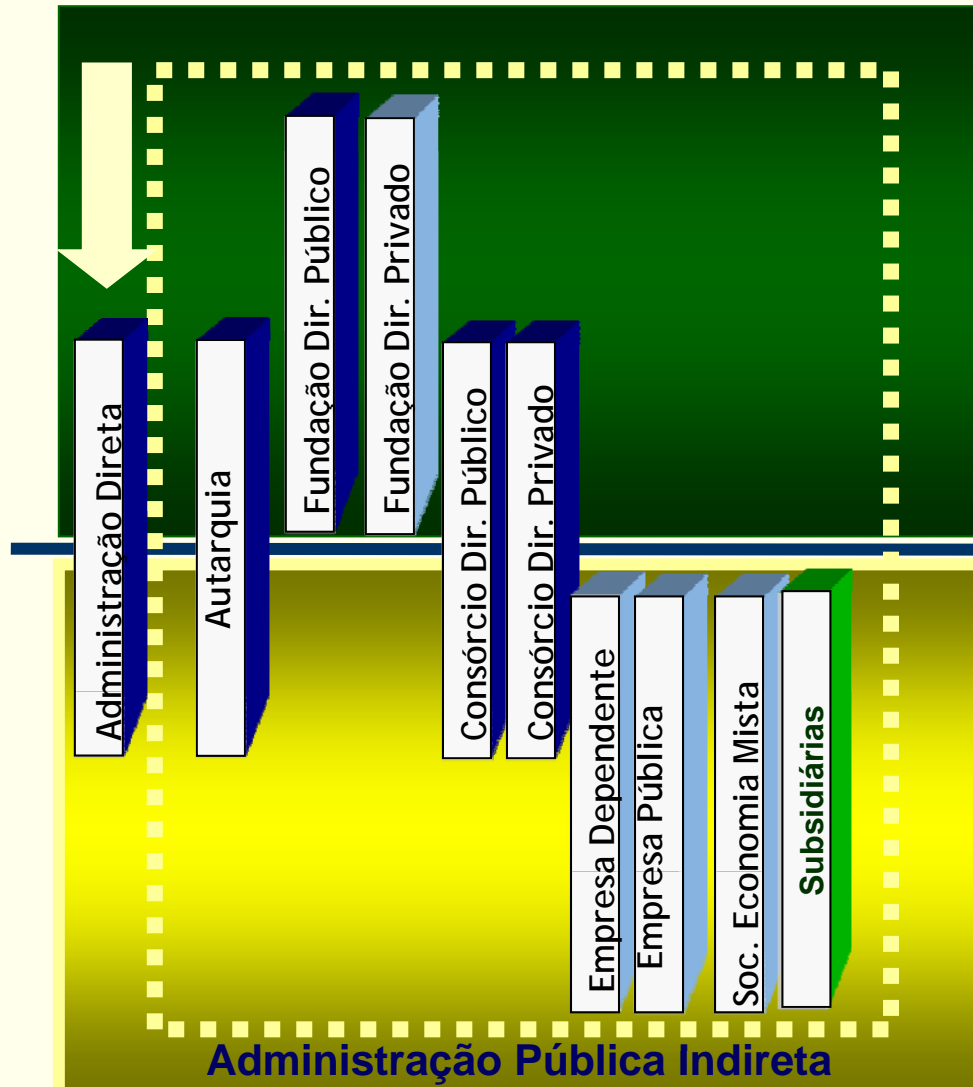 Administração Direta
Autarquia
Fundação Dir. Público
Fundação Dir. Privado
Consórcio Dir. Público
Consórcio Dir. Privado
Empresa Dependente
Empresa Pública
Soc. Economia Mista
Subsidiárias
Administração Pública Indireta